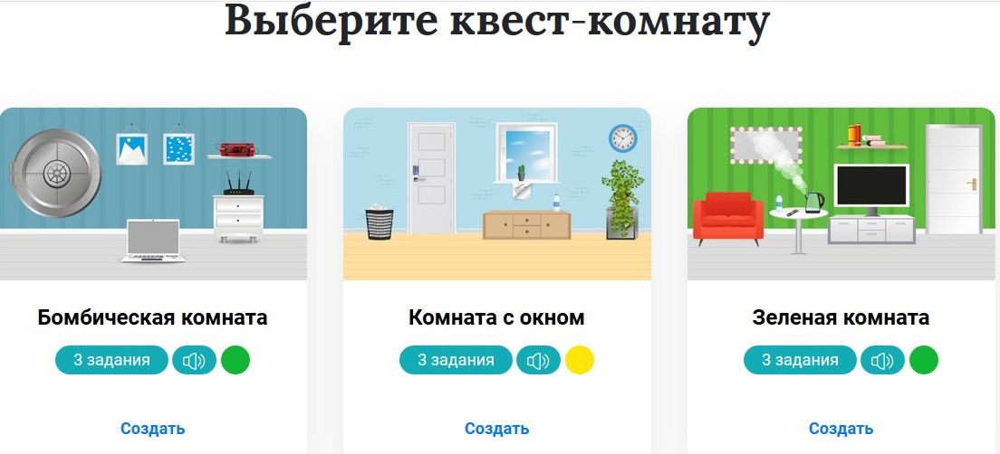 Выберите квест-комнату
Бомбическая комната
3 задания
Создать
Комната с окном
3 задания
Создать
Зеленая комната
3 задания
Создать